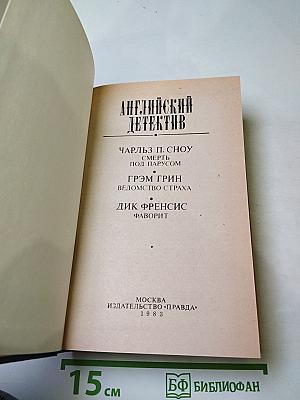 АНГЛИЙСКИЙ
ДЕТЕКТИВ
ЧАРЛЬЗ П. СНОУ
СМЕРТЬ
ПОД ПАРУСОМ
ГРЭМ ГРИН
ВЕДОМСТВО СТРАХА
ДИК ФРЕНСИС
ФАВОРИТ
МОСКВА
ИЗДАТЕЛЬСТВО «ПРАВДА»
1983
15 СМ
БФ БИБЛИОФАН